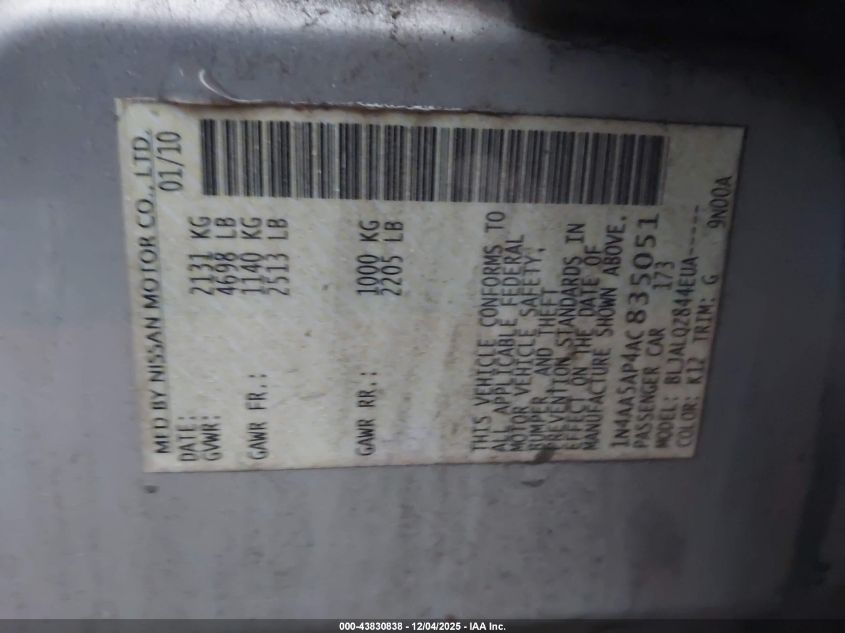 MFD BY NISSAN MOTOR CO., LTD.
DATE: 01/10
GVWR: 2131 KG
4698 LB
GAWR FR.: 1140 KG
2513 LB
GAWR RR.: 1000 KG
2205 LB
THIS VEHICLE CONFORMS TO
ALL APPLICABLE FEDERAL
MOTOR VEHICLE SAFETY,
BUMPER, AND THEFT
PREVENTION STANDARDS IN
EFFECT ON THE DATE OF
MANUFACTURE SHOWN ABOVE.
1N4AA5AP4AC835051
PASSENGER CAR 173
MODEL: BLJALQZ844EUA-----
COLOR: K12 TRIM: G 9N00A
000-43830838 - 12/04/2025 - IAA Inc.